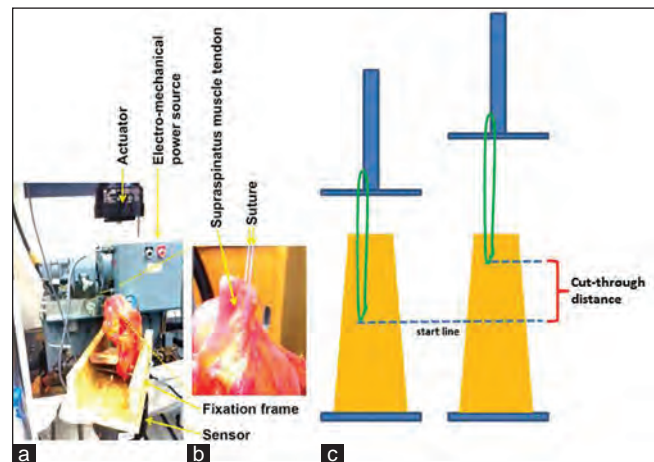 Actuator
Electro-mechanical
power source
Supraspinatus muscle tendon
Suture
Fixation frame
Sensor
start line
Cut-through
distance
a
b
c